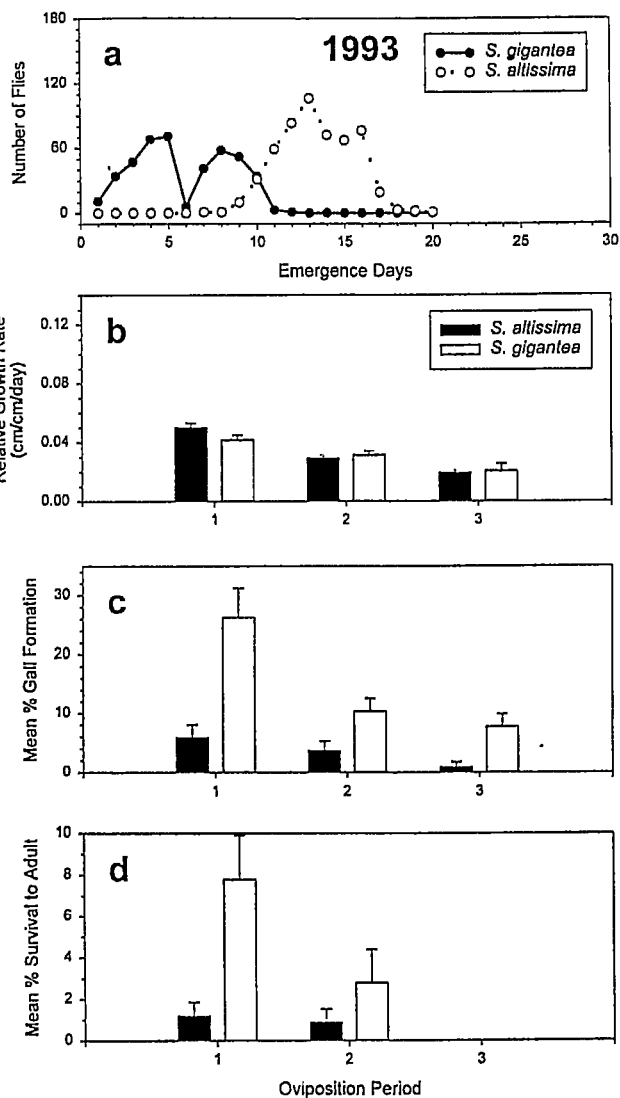 a
1993
S. gigantea
S. altissima
Number of Flies
180
120
60
0
0
5
10
15
20
25
30
Emergence Days
b
S. altissima
S. gigantea
Relative Growth Rate
(cm/cm/day)
0.12
0.08
0.04
0.00
1
2
3
c
Mean % Gall Formation
30
20
10
0
1
2
3
d
Mean % Survival to Adult
10
8
6
4
2
0
1
2
3
Oviposition Period